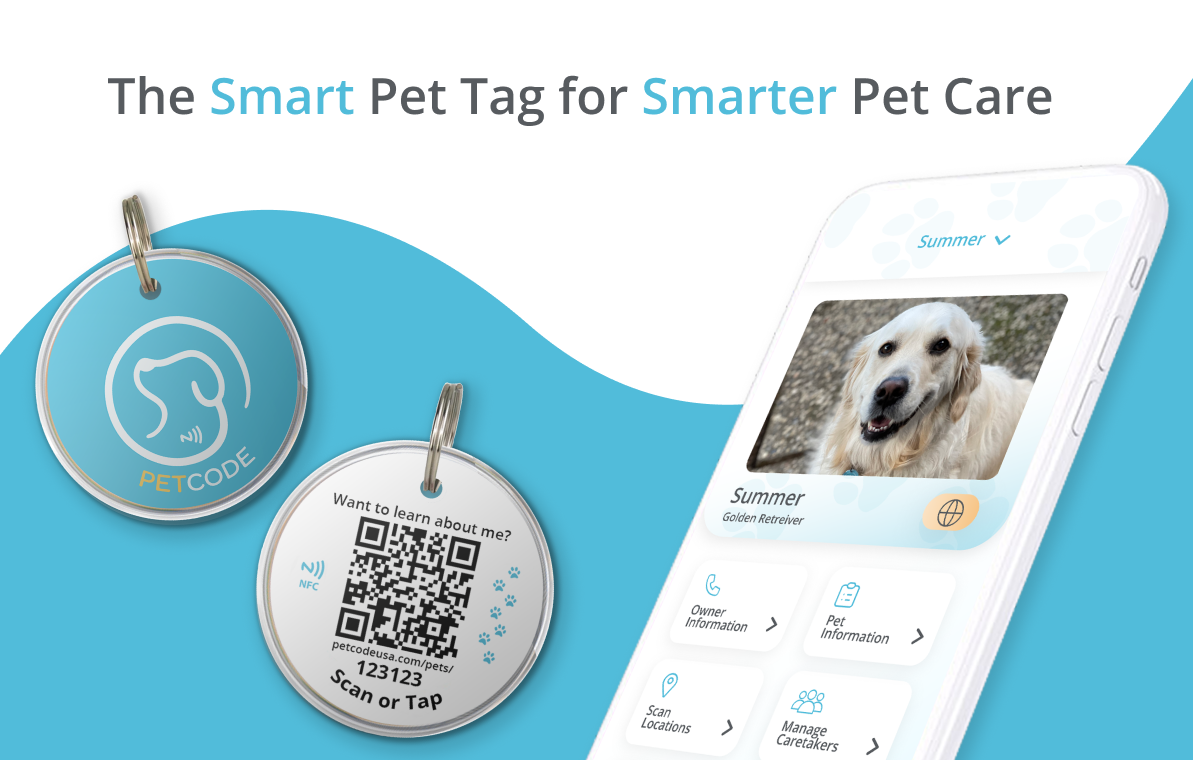 The Smart Pet Tag for Smarter Pet Care
PETCODE
Want to learn about me?
NFC
petcodeusa.com/pets/
123123
Scan or Tap
Summer
Summer
Golden Retreiver
Owner
Information
Pet
Information
Scan
Locations
Manage
Caretakers